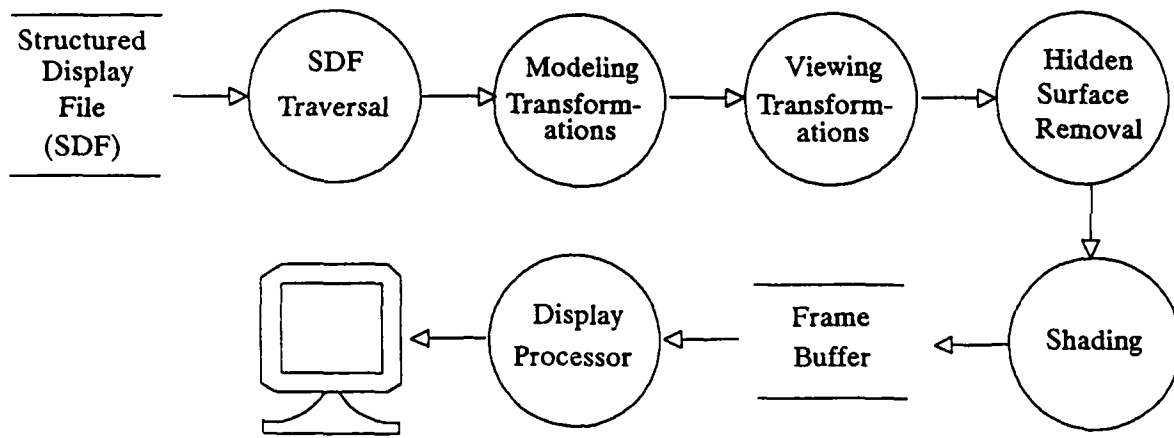 Structured
Display
File
(SDF)
SDF
Traversal
Modeling
Transform-
ations
Viewing
Transform-
ations
Hidden
Surface
Removal
Shading
Frame
Buffer
Display
Processor